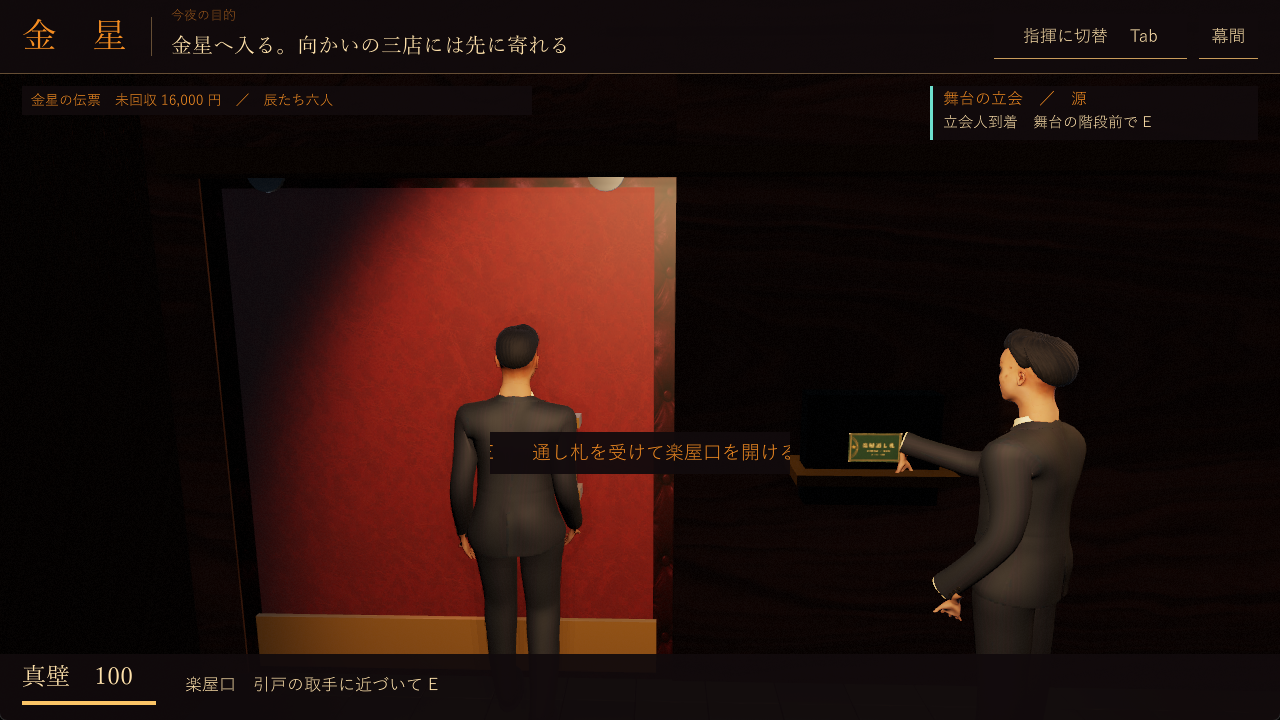 金 星
今夜の目的
金星へ入る。向かいの三店には先に寄れる
指揮に切替 Tab
幕間
金星の伝票 未回収 16,000 円 ／ 辰たち六人
舞台の立会 ／ 源
立会人到着 舞台の階段前で E
E 通し札を受けて楽屋口を開ける
真壁 100
楽屋口 引戸の取手に近づいて E